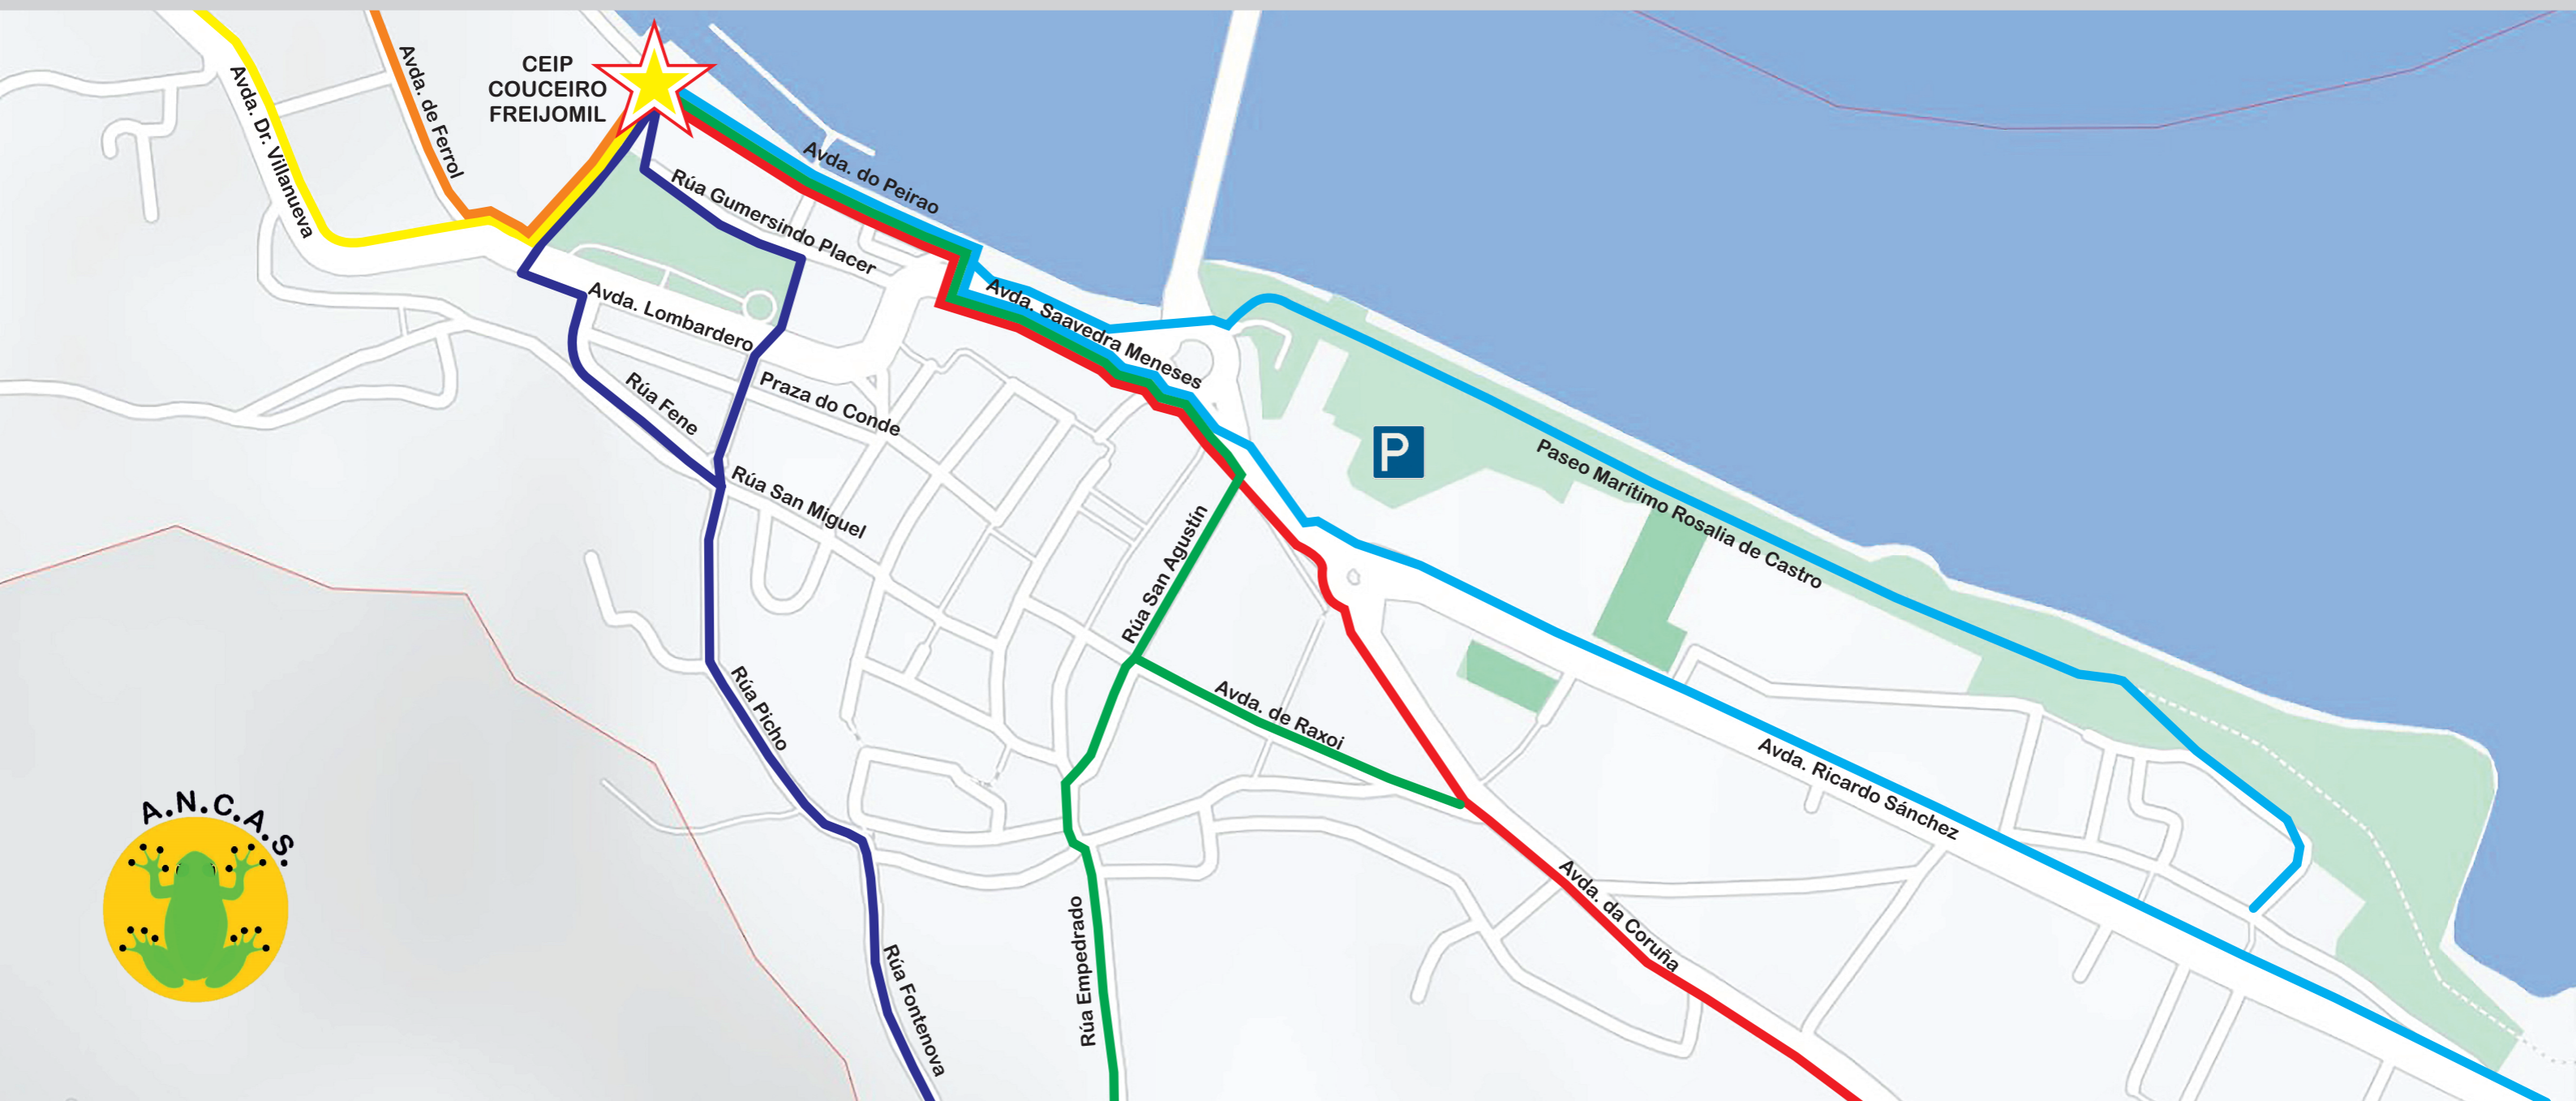 CEIP
COUCEIRO
FREIJOMIL
Avda. de Ferrol
Avda. Dr. Villanueva
Avda. do Peirao
Rúa Gumersindo Placer
Avda. Saavedra Meneses
Avda. Lombardero
Praza do Conde
Rúa Fene
Rúa San Miguel
P
Paseo Marítimo Rosalia de Castro
Rúa San Agustín
Rúa Picho
Avda. de Raxoi
Avda. Ricardo Sánchez
A.N.C.A.S.
Avda. da Coruña
Rúa Empedrado
Rúa Fontenova